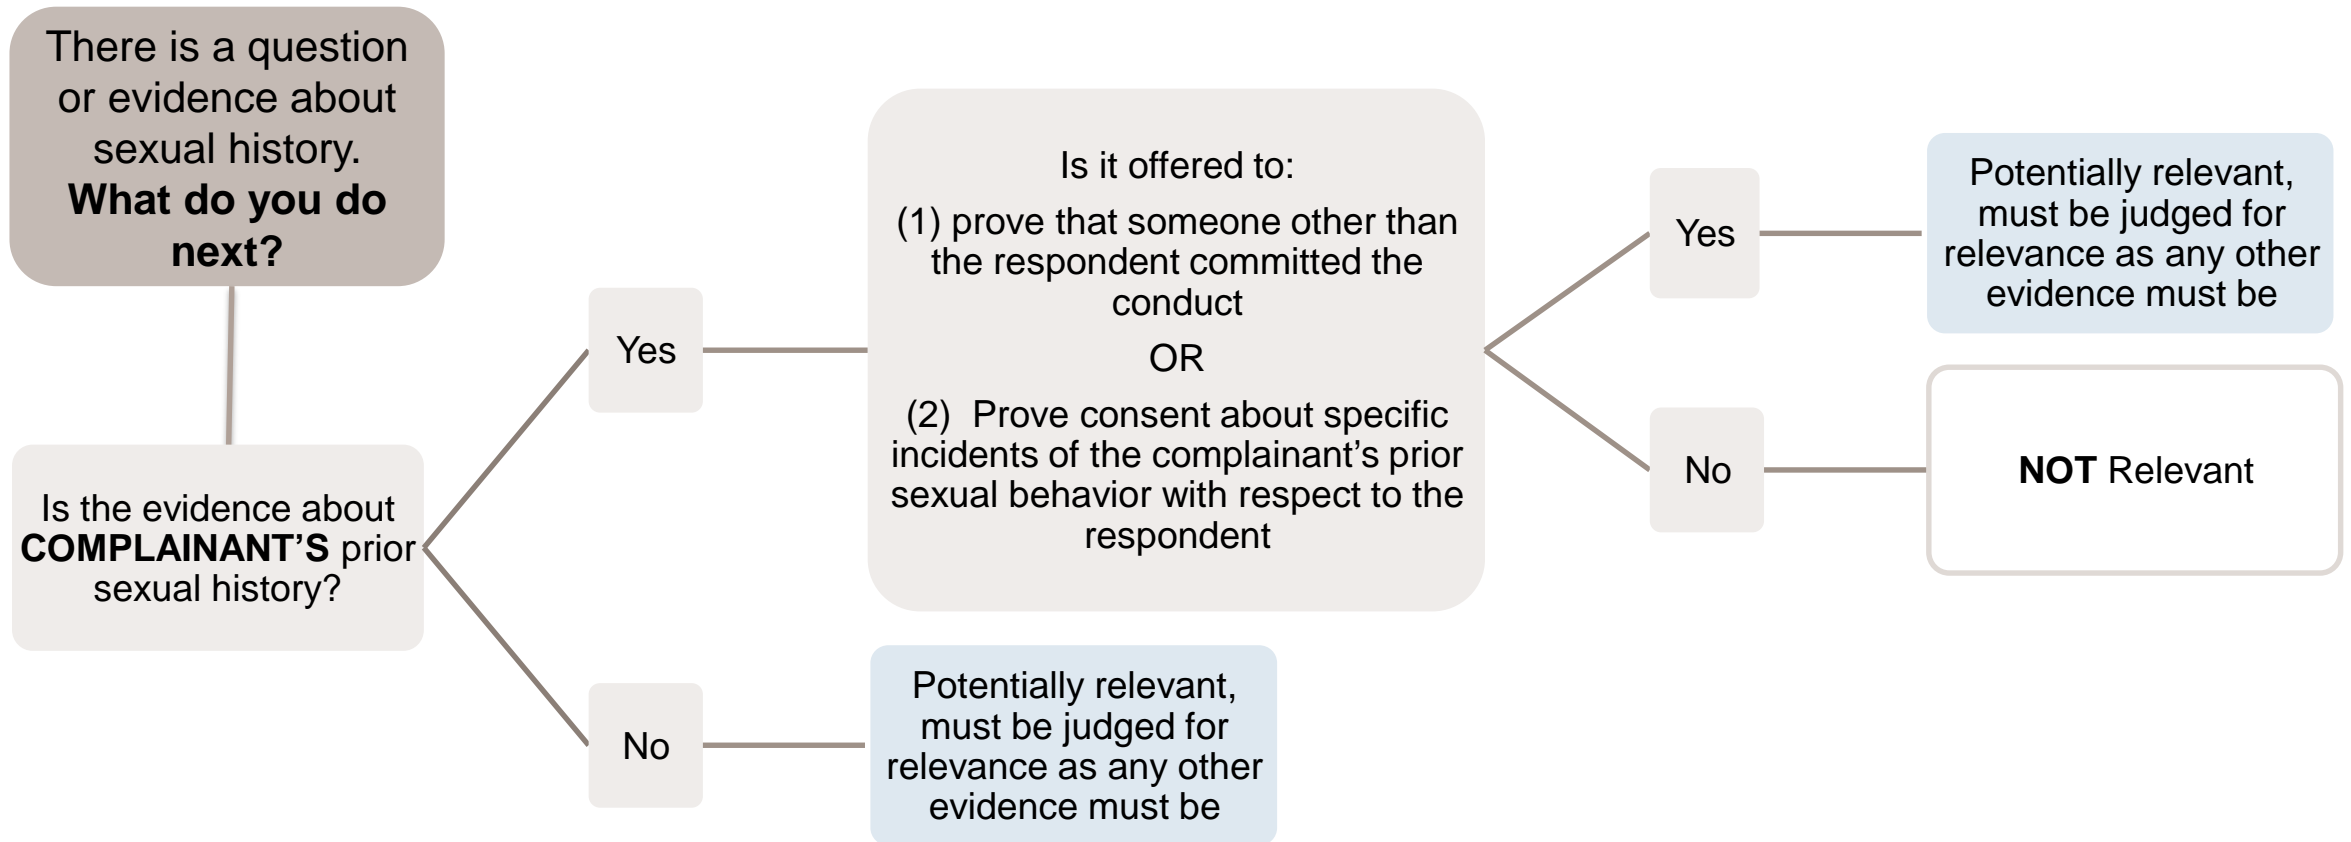 There is a question
or evidence about
sexual history.
What do you do
next?
Is the evidence about
COMPLAINANT’S prior
sexual history?
Yes
No
Is it offered to:
(1) prove that someone other than
the respondent committed the
conduct
OR
(2)  Prove consent about specific
incidents of the complainant’s prior
sexual behavior with respect to the
respondent
Potentially relevant,
must be judged for
relevance as any other
evidence must be
Yes
No
Potentially relevant,
must be judged for
relevance as any other
evidence must be
NOT Relevant